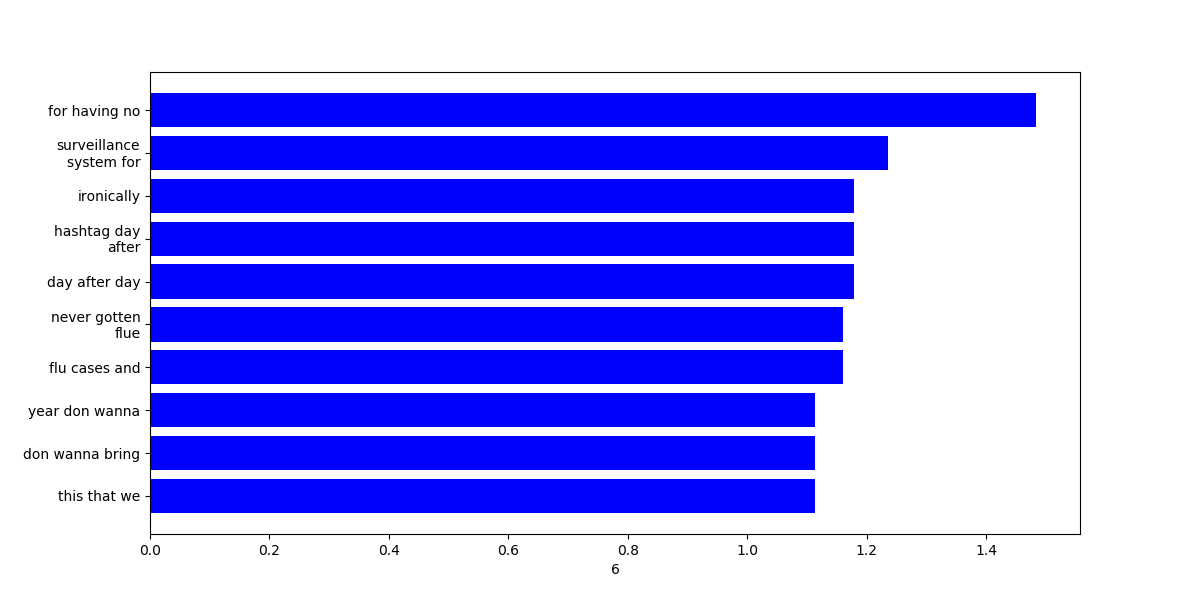 for having no
surveillance
system for
ironically
hashtag day
after
day after day
never gotten
flue
flu cases and
year don wanna
don wanna bring
this that we
0.0 0.2 0.4 0.6 0.8 1.0 1.2 1.4
6